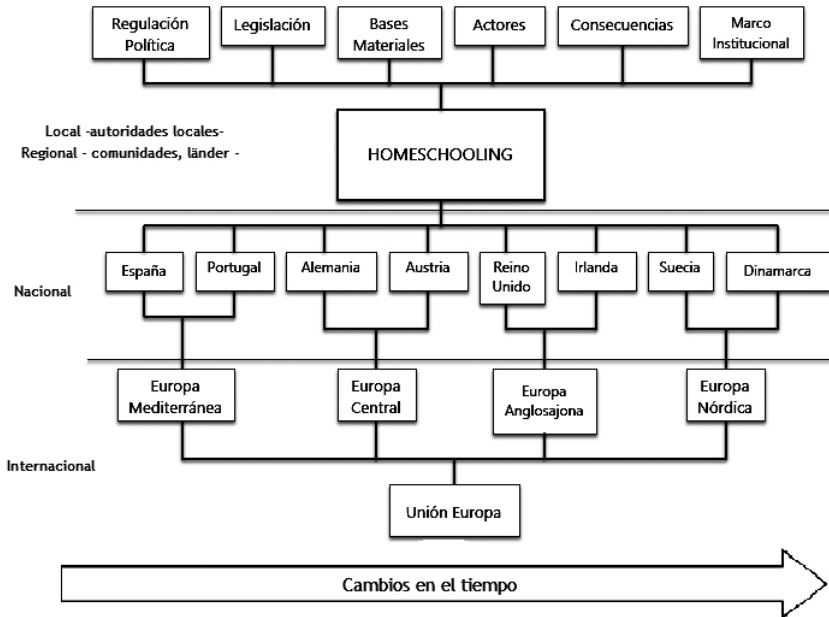 Regulación
Política
Legislación
Bases
Materiales
Actores
Consecuencias
Marco
Institucional
Local -autoridades locales-
Regional - comunidades, länder -
HOMESCHOOLING
Nacional
España
Portugal
Alemania
Austria
Reino
Unido
Irlanda
Suecia
Dinamarca
Europa
Mediterránea
Europa
Central
Europa
Anglosajona
Europa
Nórdica
Internacional
Unión Europa
Cambios en el tiempo